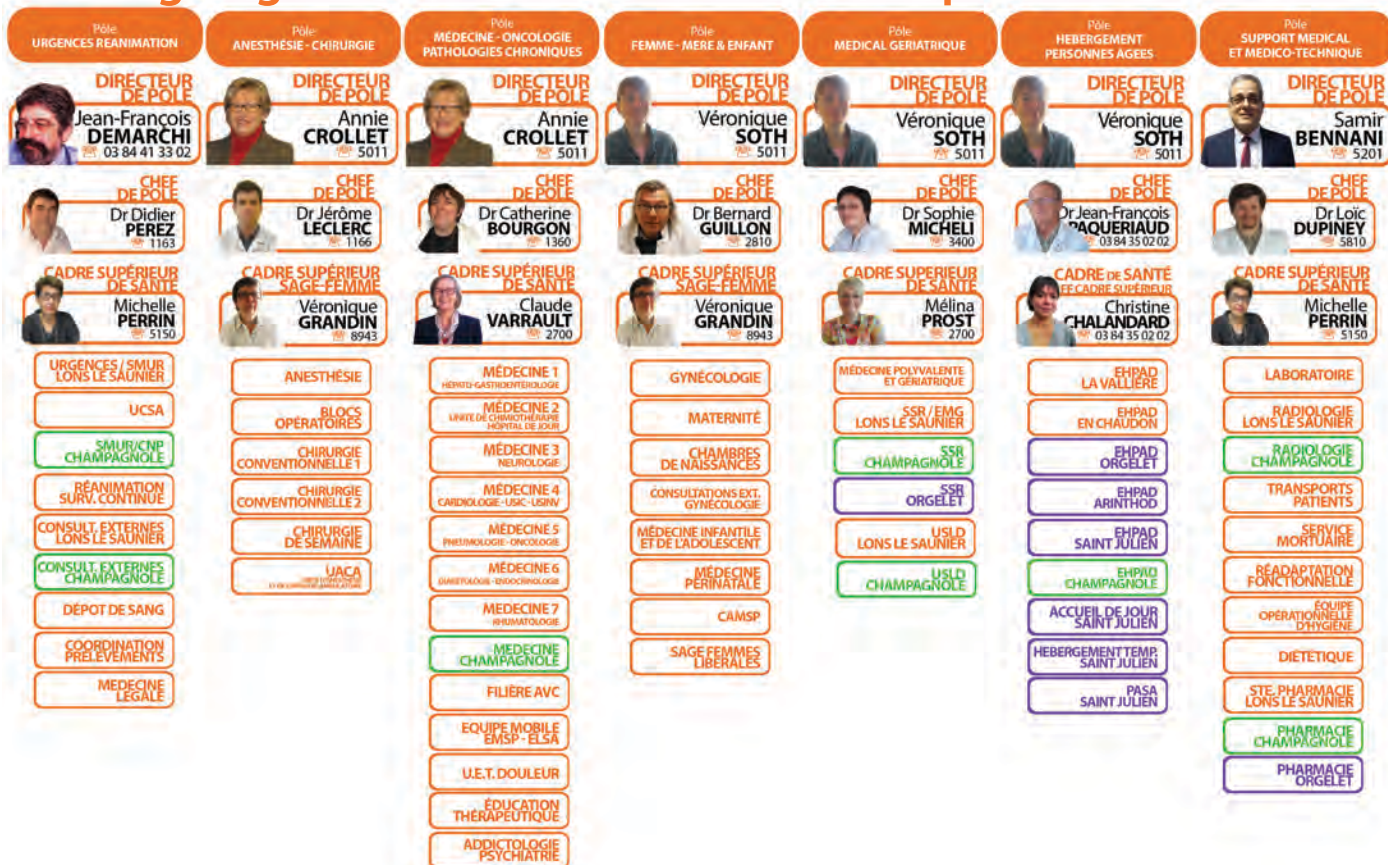 Pôle
URGENCES REANIMATION
DIRECTEUR
DE POLE
Jean-François
DEMARCHI
☏ 03 84 41 33 02
CHEF
DE POLE
Dr Didier
PEREZ
☏ 1163
CADRE SUPÉRIEUR
DE SANTÉ
Michelle
PERRIN
☏ 5150
URGENCES / SMUR
LONS LE SAUNIER
UCSA
SMUR/CNP
CHAMPAGNOLE
RÉANIMATION
SURV. CONTINUE
CONSULT. EXTERNES
LONS LE SAUNIER
CONSULT. EXTERNES
CHAMPAGNOLE
DÉPOT DE SANG
COORDINATION
PRELEVEMENTS
MEDECINE
LEGALE
Pôle
ANESTHÉSIE - CHIRURGIE
DIRECTEUR
DE POLE
Annie
CROLLET
☏ 5011
CHEF
DE POLE
Dr Jérôme
LECLERC
☏ 1166
CADRE SUPÉRIEUR
SAGE-FEMME
Véronique
GRANDIN
☏ 8943
ANESTHÉSIE
BLOCS
OPÉRATOIRES
CHIRURGIE
CONVENTIONNELLE 1
CHIRURGIE
CONVENTIONNELLE 2
CHIRURGIE
DE SEMAINE
UACA
Pôle
MÉDECINE - ONCOLOGIE
PATHOLOGIES CHRONIQUES
DIRECTEUR
DE POLE
Annie
CROLLET
☏ 5011
CHEF
DE POLE
Dr Catherine
BOURGON
☏ 1360
CADRE SUPÉRIEUR
DE SANTÉ
Claude
VARRAULT
☏ 2700
MÉDECINE 1
HÉPATO-GASTROENTÉROLOGIE
MÉDECINE 2
UNITÉ DE CHIMIOTHÉRAPIE
HÔPITAL DE JOUR
MÉDECINE 3
NEUROLOGIE
MÉDECINE 4
CARDIOLOGIE - USIC - USINV
MÉDECINE 5
PNEUMOLOGIE - ONCOLOGIE
MÉDECINE 6
DIABÉTOLOGIE - ENDOCRINOLOGIE
MEDECINE 7
RHUMATOLOGIE
MEDECINE
CHAMPAGNOLE
FILIÈRE AVC
EQUIPE MOBILE
EMSP - ELSA
U.E.T. DOULEUR
ÉDUCATION
THÉRAPEUTIQUE
ADDICTOLOGIE
PSYCHIATRIE
Pôle
FEMME - MERE & ENFANT
DIRECTEUR
DE POLE
Véronique
SOTH
☏ 5011
CHEF
DE POLE
Dr Bernard
GUILLON
☏ 2810
CADRE SUPÉRIEUR
SAGE-FEMME
Véronique
GRANDIN
☏ 8943
GYNÉCOLOGIE
MATERNITÉ
CHAMBRES
DE NAISSANCES
CONSULTATIONS EXT.
GYNÉCOLOGIE
MÉDECINE INFANTILE
ET DE L'ADOLESCENT
MÉDECINE
PÉRINATALE
CAMSP
SAGE FEMMES
LIBÉRALES
Pôle
MEDICAL GERIATRIQUE
DIRECTEUR
DE POLE
Véronique
SOTH
☏ 5011
CHEF
DE POLE
Dr Sophie
MICHELI
☏ 3400
CADRE SUPERIEUR
DE SANTÉ
Mélina
PROST
☏ 2700
MÉDECINE POLYVALENTE
ET GÉRIATRIQUE
SSR / EMG
LONS LE SAUNIER
SSR
CHAMPAGNOLE
SSR
ORGELET
USLD
LONS LE SAUNIER
USLD
CHAMPAGNOLE
Pôle
HEBERGEMENT
PERSONNES AGEES
DIRECTEUR
DE POLE
Véronique
SOTH
☏ 5011
CHEF
DE POLE
Dr Jean-François
PAQUERIAUD
☏ 03 84 35 02 02
CADRE DE SANTÉ
FF CADRE SUPÉRIEUR
Christine
CHALANDARD
☏ 03 84 35 02 02
EHPAD
LA VALLIÈRE
EHPAD
EN CHAUDON
EHPAD
ORGELET
EHPAD
ARINTHOD
EHPAD
SAINT JULIEN
EHPAD
CHAMPAGNOLE
ACCUEIL DE JOUR
SAINT JULIEN
HEBERGEMENT TEMP.
SAINT JULIEN
PASA
SAINT JULIEN
Pôle
SUPPORT MEDICAL
ET MEDICO-TECHNIQUE
DIRECTEUR
DE POLE
Samir
BENNANI
☏ 5201
CHEF
DE POLE
Dr Loïc
DUPINEY
☏ 5810
CADRE SUPÉRIEUR
DE SANTÉ
Michelle
PERRIN
☏ 5150
LABORATOIRE
RADIOLOGIE
LONS LE SAUNIER
RADIOLOGIE
CHAMPAGNOLE
TRANSPORTS
PATIENTS
SERVICE
MORTUAIRE
RÉADAPTATION
FONCTIONNELLE
ÉQUIPE
OPÉRATIONNELLE
D'HYGIÈNE
DIÉTÉTIQUE
STE. PHARMACIE
LONS LE SAUNIER
PHARMACIE
CHAMPAGNOLE
PHARMACIE
ORGELET